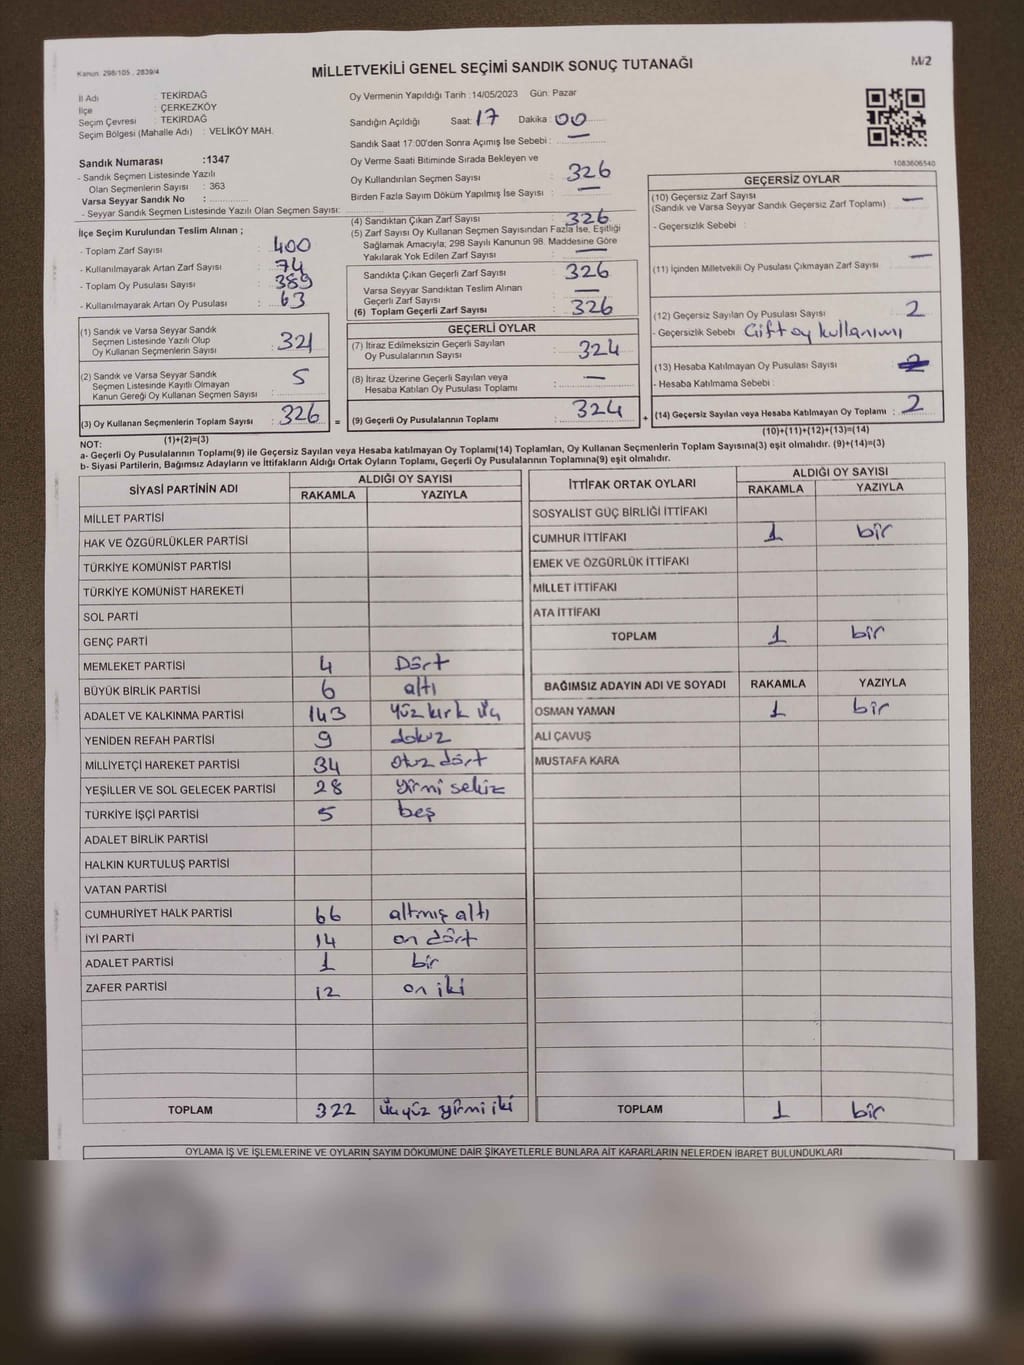 Kanun: 298/105 , 2839/4
MİLLETVEKİLİ GENEL SEÇİMİ SANDIK SONUÇ TUTANAĞI
M/2
İl Adı : TEKİRDAĞ
İlçe : ÇERKEZKÖY
Seçim Çevresi : TEKİRDAĞ
Seçim Bölgesi (Mahalle Adı) : VELİKÖY MAH.
Sandık Numarası :1347
- Sandık Seçmen Listesinde Yazılı
Olan Seçmenlerin Sayısı : 363
Varsa Seyyar Sandık No :
- Seyyar Sandık Seçmen Listesinde Yazılı Olan Seçmen Sayısı:
İlçe Seçim Kurulundan Teslim Alınan ;
- Toplam Zarf Sayısı : 400
- Kullanılmayarak Artan Zarf Sayısı : 74
- Toplam Oy Pusulası Sayısı : 389
- Kullanılmayarak Artan Oy Pusulası : 63
(1) Sandık ve Varsa Seyyar Sandık
Seçmen Listesinde Yazılı Olup
Oy Kullanan Seçmenlerin Sayısı : 321
(2) Sandık ve Varsa Seyyar Sandık
Seçmen Listesinde Kayıtlı Olmayan
Kanun Gereği Oy Kullanan Seçmen Sayısı : 5
(3) Oy Kullanan Seçmenlerin Toplam Sayısı : 326
(1)+(2)=(3)
Oy Vermenin Yapıldığı Tarih :14/05/2023 Gün: Pazar
Sandığın Açıldığı Saat: 17 Dakika : 00
Sandık Saat 17:00'den Sonra Açımış İse Sebebi : —
Oy Verme Saati Bitiminde Sırada Bekleyen ve
Oy Kullandırılan Seçmen Sayısı : 326
Birden Fazla Sayım Döküm Yapılmış İse Sayısı : —
(4) Sandıktan Çıkan Zarf Sayısı : 326
(5) Zarf Sayısı Oy Kullanan Seçmen Sayısından Fazla İse, Eşitliği
Sağlamak Amacıyla; 298 Sayılı Kanunun 98. Maddesine Göre
Yakılarak Yok Edilen Zarf Sayısı :
Sandıkta Çıkan Geçerli Zarf Sayısı : 326
Varsa Seyyar Sandıktan Teslim Alınan
Geçerli Zarf Sayısı : —
(6) Toplam Geçerli Zarf Sayısı : 326
GEÇERLİ OYLAR
(7) İtiraz Edilmeksizin Geçerli Sayılan
Oy Pusulalarının Sayısı : 324
(8) İtiraz Üzerine Geçerli Sayılan veya
Hesaba Katılan Oy Pusulası Toplamı : —
= (9) Geçerli Oy Pusulalarının Toplamı : 324
1083606540
GEÇERSİZ OYLAR
(10) Geçersiz Zarf Sayısı : —
(Sandık ve Varsa Seyyar Sandık Geçersiz Zarf Toplamı)
- Geçersizlik Sebebi :
(11) İçinden Milletvekili Oy Pusulası Çıkmayan Zarf Sayısı : —
(12) Geçersiz Sayılan Oy Pusulası Sayısı : 2
- Geçersizlik Sebebi : Çift oy kullanımı
(13) Hesaba Katılmayan Oy Pusulası Sayısı :
- Hesaba Katılmama Sebebi :
+ (14) Geçersiz Sayılan veya Hesaba Katılmayan Oy Toplamı : 2
(10)+(11)+(12)+(13)=(14)
NOT:
a- Geçerli Oy Pusulalarının Toplamı(9) ile Geçersiz Sayılan veya Hesaba katılmayan Oy Toplamı(14) Toplamları, Oy Kullanan Seçmenlerin Toplam Sayısına(3) eşit olmalıdır. (9)+(14)=(3)
b- Siyasi Partilerin, Bağımsız Adayların ve İttifakların Aldığı Ortak Oyların Toplamı, Geçerli Oy Pusulalarının Toplamına(9) eşit olmalıdır.
SİYASİ PARTİNİN ADI ALDIĞI OY SAYISI
RAKAMLA YAZIYLA
MİLLET PARTİSİ
HAK VE ÖZGÜRLÜKLER PARTİSİ
TÜRKİYE KOMÜNİST PARTİSİ
TÜRKİYE KOMÜNİST HAREKETİ
SOL PARTİ
GENÇ PARTİ
MEMLEKET PARTİSİ 4 Dört
BÜYÜK BİRLİK PARTİSİ 6 altı
ADALET VE KALKINMA PARTİSİ 143 Yüz kırk üç
YENİDEN REFAH PARTİSİ 9 dokuz
MİLLİYETÇİ HAREKET PARTİSİ 34 otuz dört
YEŞİLLER VE SOL GELECEK PARTİSİ 28 yirmi sekiz
TÜRKİYE İŞÇİ PARTİSİ 5 beş
ADALET BİRLİK PARTİSİ
HALKIN KURTULUŞ PARTİSİ
VATAN PARTİSİ
CUMHURİYET HALK PARTİSİ 66 altmış altı
İYİ PARTİ 14 on dört
ADALET PARTİSİ 1 bir
ZAFER PARTİSİ 12 on iki
TOPLAM 322 üçyüz yirmi iki
İTTİFAK ORTAK OYLARI ALDIĞI OY SAYISI
RAKAMLA YAZIYLA
SOSYALİST GÜÇ BİRLİĞİ İTTİFAKI
CUMHUR İTTİFAKI 1 bir
EMEK VE ÖZGÜRLÜK İTTİFAKI
MİLLET İTTİFAKI
ATA İTTİFAKI
TOPLAM 1 bir
BAĞIMSIZ ADAYIN ADI VE SOYADI RAKAMLA YAZIYLA
OSMAN YAMAN 1 bir
ALİ ÇAVUŞ
MUSTAFA KARA
TOPLAM 1 bir
OYLAMA İŞ VE İŞLEMLERİNE VE OYLARIN SAYIM DÖKÜMÜNE DAİR ŞİKAYETLERLE BUNLARA AİT KARARLARIN NELERDEN İBARET BULUNDUKLARI